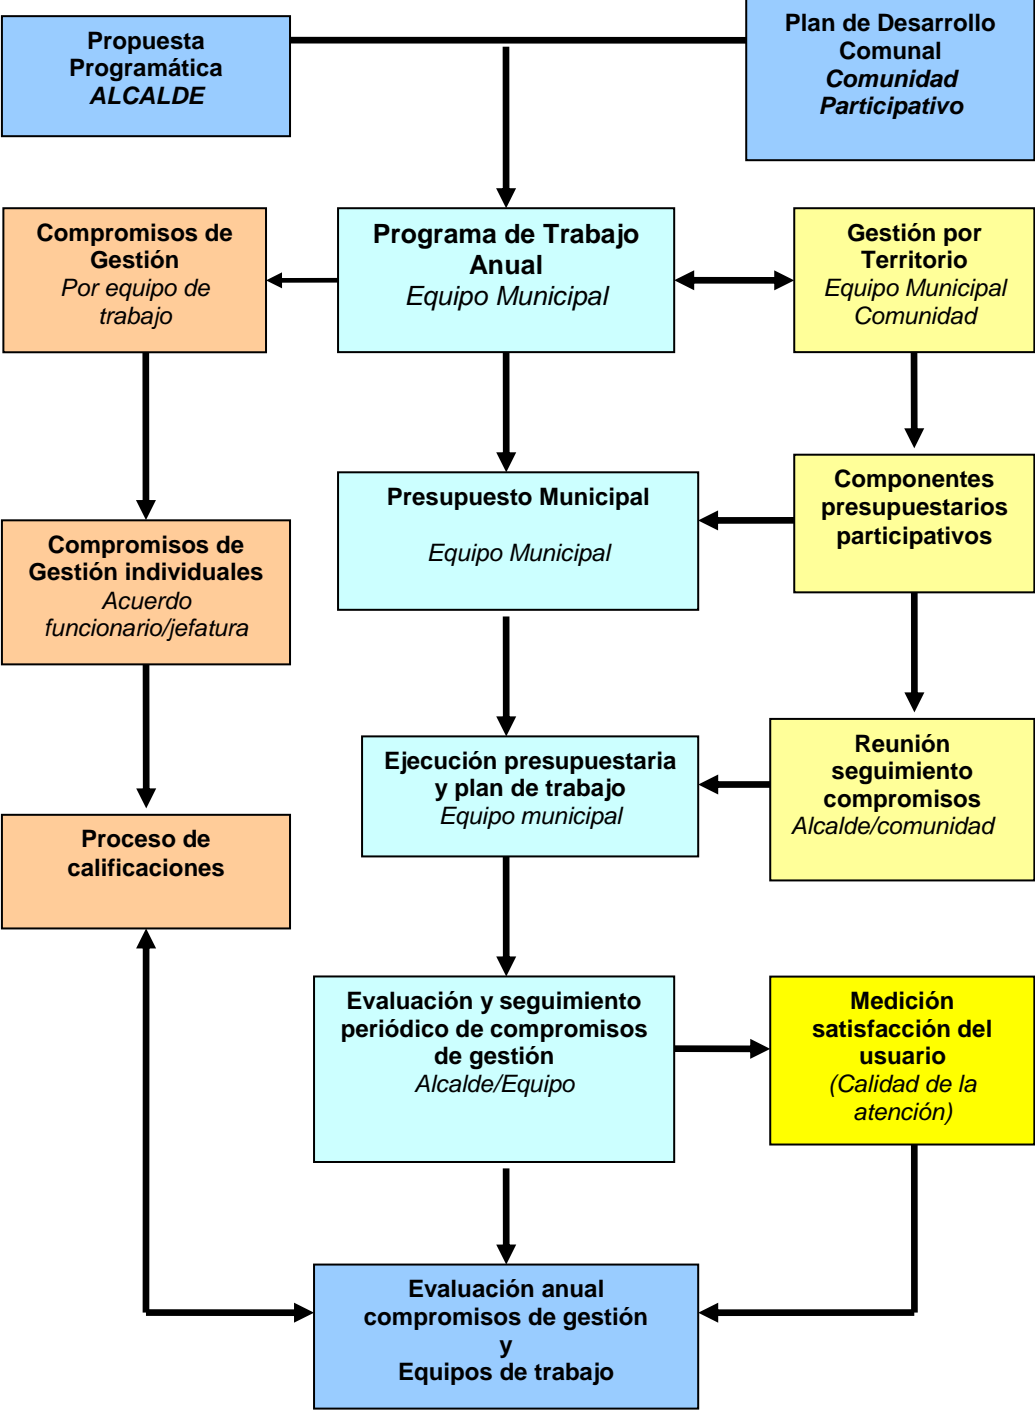 Propuesta
Programática
ALCALDE
Plan de Desarrollo
Comunal
Comunidad
Participativo
Compromisos de
Gestión
Por equipo de
trabajo
Programa de Trabajo
Anual
Equipo Municipal
Gestión por
Territorio
Equipo Municipal
Comunidad
Presupuesto Municipal
Equipo Municipal
Componentes
presupuestarios
participativos
Compromisos de
Gestión individuales
Acuerdo
funcionario/jefatura
Ejecución presupuestaria
y plan de trabajo
Equipo municipal
Reunión
seguimiento
compromisos
Alcalde/comunidad
Proceso de
calificaciones
Evaluación y seguimiento
periódico de compromisos
de gestión
Alcalde/Equipo
Medición
satisfacción del
usuario
(Calidad de la
atención)
Evaluación anual
compromisos de gestión
y
Equipos de trabajo